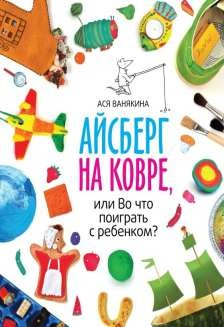 АСЯ ВАНЯКИНА
АЙСБЕРГ
НА КОВРЕ,
или Во что
поиграть
с ребенком?